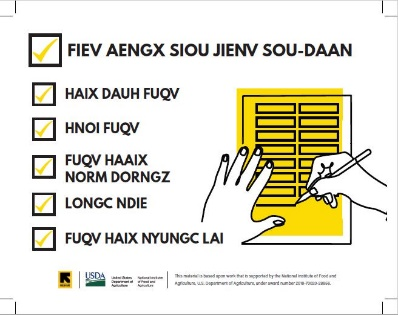 FIEV AENGX SIOU JIENV SOU-DAAN
HAIX DAUH FUQV
HNOI FUQV
FUQV HAAIX
NORM DORNGZ
LONGC NDIE
FUQV HAIX NYUNGC LAI
USDA
United States
Department of
Agriculture
National Institute
of Food and
Agriculture
This material is based upon work that is supported by the National Institute of Food and
Agriculture, U.S. Department of Agriculture, under award number